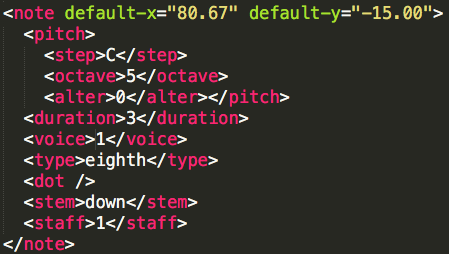 <note default-x="80.67" default-y="-15.00">
<pitch>
<step>C</step>
<octave>5</octave>
<alter>0</alter></pitch>
<duration>3</duration>
<voice>1</voice>
<type>eighth</type>
<dot />
<stem>down</stem>
<staff>1</staff>
</note>